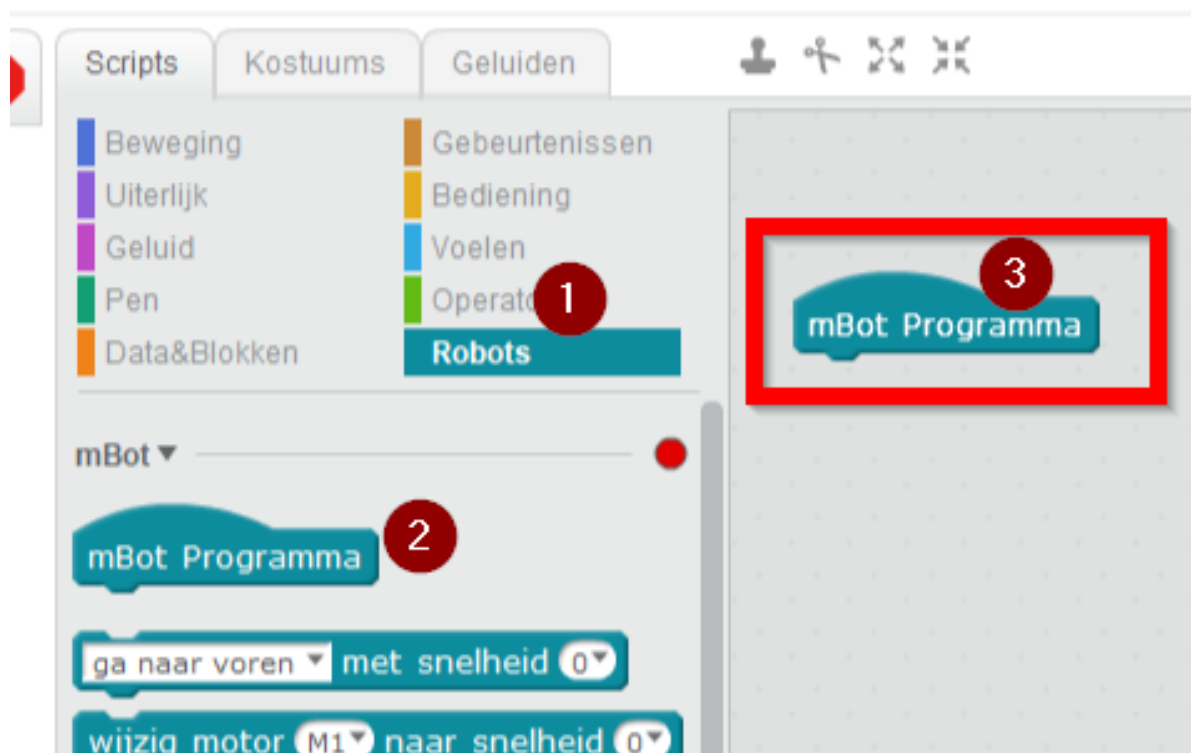 Scripts Kostuums Geluiden
Beweging Gebeurtenissen
Uiterlijk Bediening
Geluid Voelen
Pen 1
Data&Blokken Robots
3
mBot Programma
mBot
mBot Programma 2
ga naar voren met snelheid 0
wijzig motor M1 naar snelheid 0